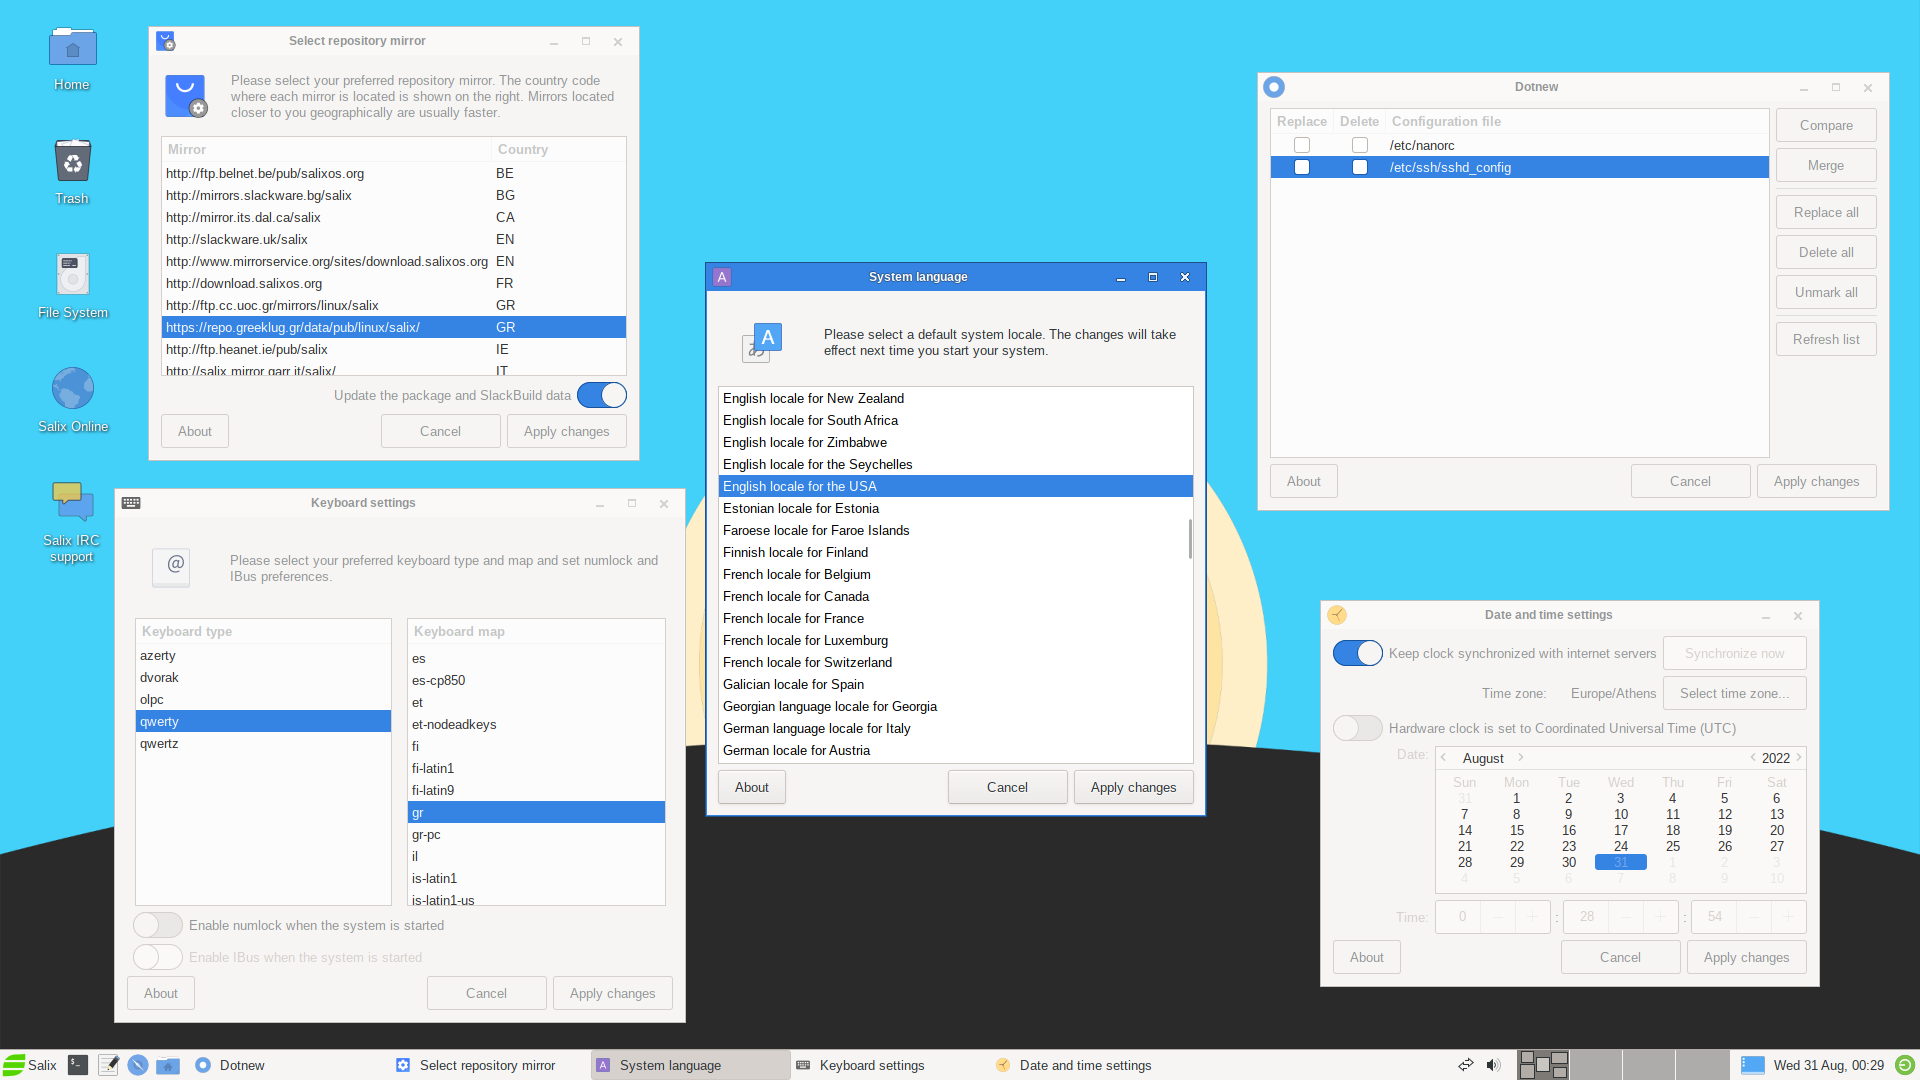 Home
Trash
File System
Salix Online
Salix IRC
support
Select repository mirror
Please select your preferred repository mirror. The country code
where each mirror is located is shown on the right. Mirrors located
closer to you geographically are usually faster.
Mirror Country
http://ftp.belnet.be/pub/salixos.org BE
http://mirrors.slackware.bg/salix BG
http://mirror.its.dal.ca/salix CA
http://slackware.uk/salix EN
http://www.mirrorservice.org/sites/download.salixos.org EN
http://download.salixos.org FR
http://ftp.cc.uoc.gr/mirrors/linux/salix GR
https://repo.greeklug.gr/data/pub/linux/salix/ GR
http://ftp.heanet.ie/pub/salix IE
http://salix.mirror.garr.it/salix/ IT
Update the package and SlackBuild data
About Cancel Apply changes
Keyboard settings
Please select your preferred keyboard type and map and set numlock and
IBus preferences.
Keyboard type
azerty
dvorak
olpc
qwerty
qwertz
Keyboard map
es
es-cp850
et
et-nodeadkeys
fi
fi-latin1
fi-latin9
gr
gr-pc
il
is-latin1
is-latin1-us
Enable numlock when the system is started
Enable IBus when the system is started
About Cancel Apply changes
A System language
A
あ
Please select a default system locale. The changes will take
effect next time you start your system.
English locale for New Zealand
English locale for South Africa
English locale for Zimbabwe
English locale for the Seychelles
English locale for the USA
Estonian locale for Estonia
Faroese locale for Faroe Islands
Finnish locale for Finland
French locale for Belgium
French locale for Canada
French locale for France
French locale for Luxemburg
French locale for Switzerland
Galician locale for Spain
Georgian language locale for Georgia
German language locale for Italy
German locale for Austria
About Cancel Apply changes
Dotnew
Replace Delete Configuration file
/etc/nanorc
/etc/ssh/sshd_config
Compare
Merge
Replace all
Delete all
Unmark all
Refresh list
About Cancel Apply changes
Date and time settings
Keep clock synchronized with internet servers Synchronize now
Time zone: Europe/Athens Select time zone...
Hardware clock is set to Coordinated Universal Time (UTC)
Date: < August > < 2022 >
Sun Mon Tue Wed Thu Fri Sat
31 1 2 3 4 5 6
7 8 9 10 11 12 13
14 15 16 17 18 19 20
21 22 23 24 25 26 27
28 29 30 31 1 2 3
4 5 6 7 8 9 10
Time: 0 − + : 28 − + : 54 − +
About Cancel Apply changes
Salix Dotnew Select repository mirror A System language Keyboard settings Date and time settings Wed 31 Aug, 00:29